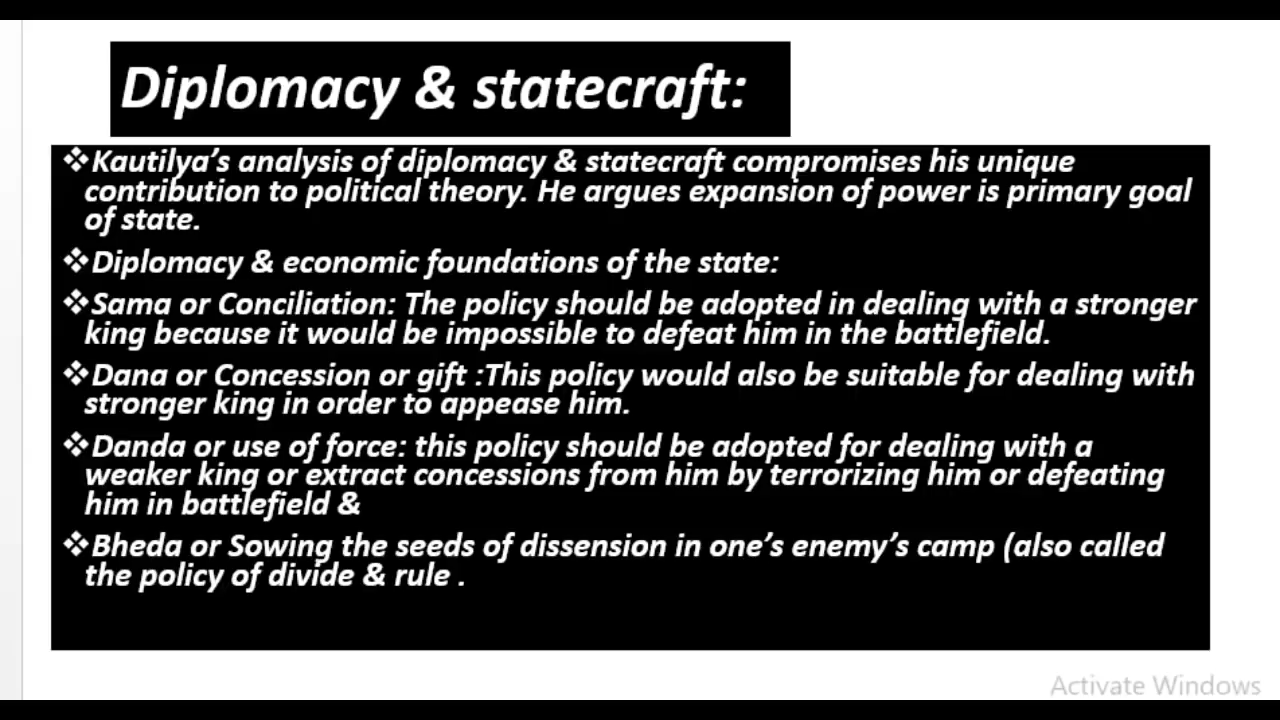 Diplomacy & statecraft:
❖Kautilya's analysis of diplomacy & statecraft compromises his unique
contribution to political theory. He argues expansion of power is primary goal
of state.
❖Diplomacy & economic foundations of the state:
❖Sama or Conciliation: The policy should be adopted in dealing with a stronger
king because it would be impossible to defeat him in the battlefield.
❖Dana or Concession or gift :This policy would also be suitable for dealing with
stronger king in order to appease him.
❖Danda or use of force: this policy should be adopted for dealing with a
weaker king or extract concessions from him by terrorizing him or defeating
him in battlefield &
❖Bheda or Sowing the seeds of dissension in one's enemy's camp (also called
the policy of divide & rule .
Activate Windows